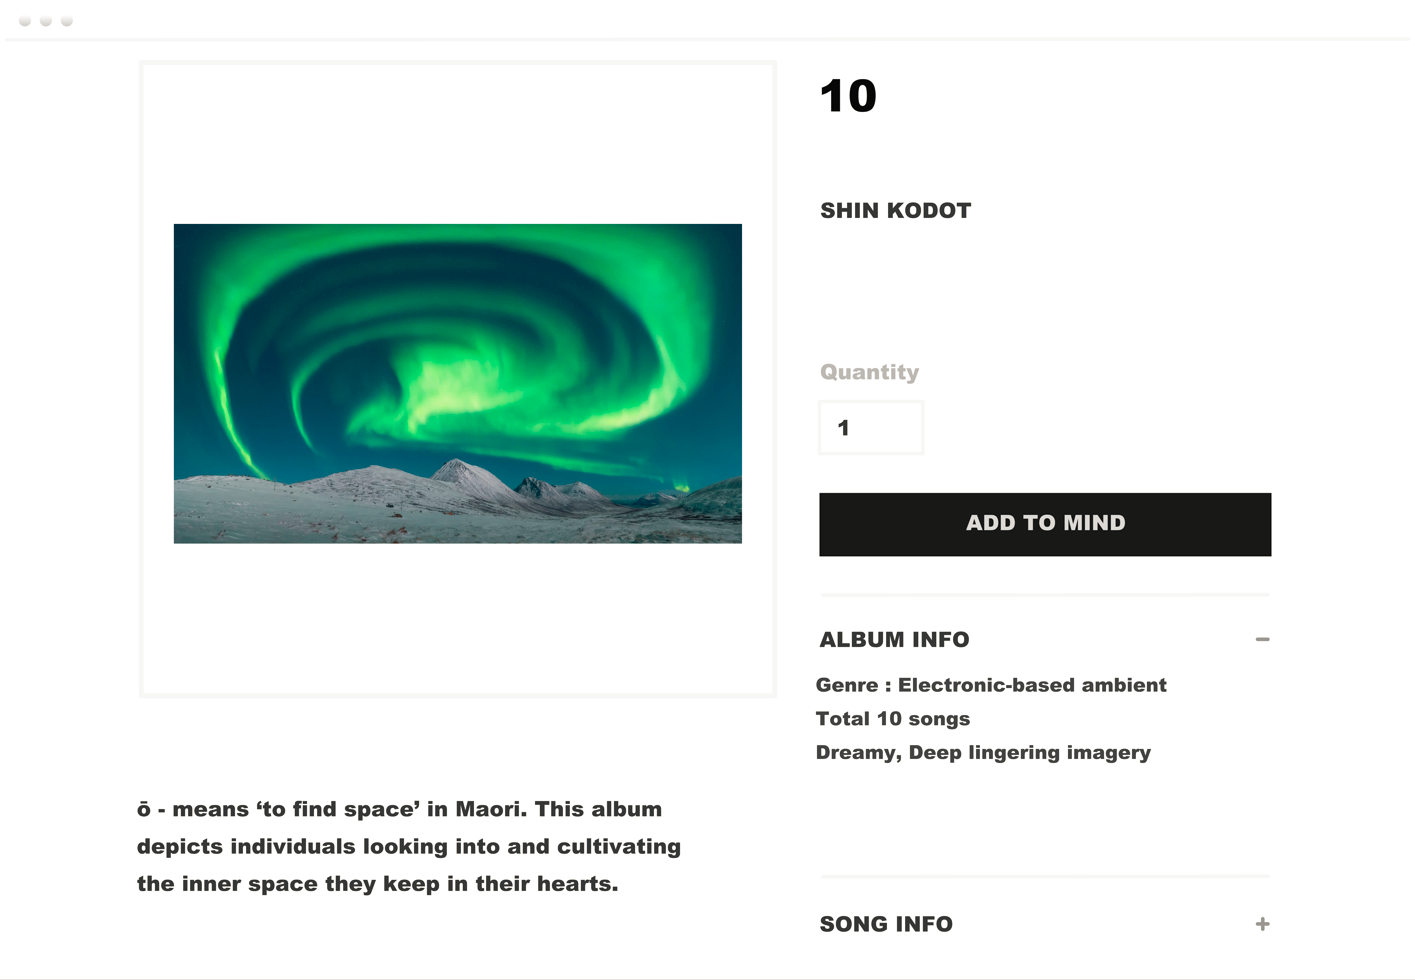 10
SHIN KODOT
Quantity
1
ADD TO MIND
ALBUM INFO
Genre : Electronic-based ambient
Total 10 songs
Dreamy, Deep lingering imagery
SONG INFO
ō - means ‘to find space’ in Maori. This album
depicts individuals looking into and cultivating
the inner space they keep in their hearts.